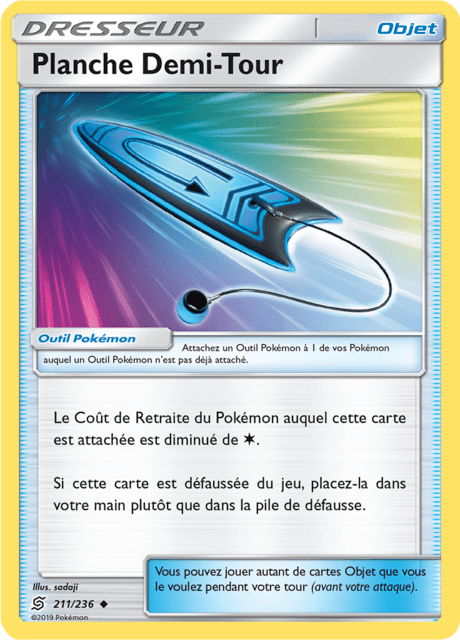 DRESSEUR Objet
Planche Demi-Tour
Outil Pokémon
Attachez un Outil Pokémon à 1 de vos Pokémon
auquel un Outil Pokémon n'est pas déjà attaché.
Le Coût de Retraite du Pokémon auquel cette carte
est attachée est diminué de ✶.
Si cette carte est défaussée du jeu, placez-la dans
votre main plutôt que dans la pile de défausse.
Vous pouvez jouer autant de cartes Objet que vous
le voulez pendant votre tour (avant votre attaque).
Illus. sadaji
211/236 ◆
©2019 Pokémon